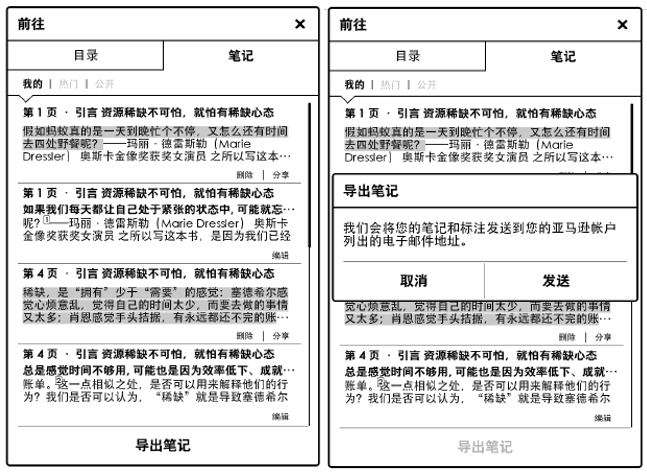 前往
×
目录
笔记
我的 | 热门 | 公开
第 1 页 · 引言 资源稀缺不可怕，就怕有稀缺心态
假如蚂蚁真的是一天到晚忙个不停，又怎么还有时间
去四处野餐呢？——玛丽·德雷斯勒（Marie
Dressler） 奥斯卡金像奖获奖女演员 之所以写这本…
删除 | 分享
第 1 页 · 引言 资源稀缺不可怕，就怕有稀缺心态
如果我们每天都让自己处于紧张的状态中，可能就忘…
呢？[1]——玛丽·德雷斯勒（Marie Dressler） 奥斯
卡金像奖获奖女演员 之所以写这本书，是因为我们已经
编辑
第 4 页 · 引言 资源稀缺不可怕，就怕有稀缺心态
稀缺，是“拥有”少于“需要”的感觉：塞德希尔感
觉心烦意乱，觉得自己的时间太少，而要去做的事情
又太多；肖恩感觉手头拮据，有永远都还不完的账…
删除 | 分享
第 4 页 · 引言 资源稀缺不可怕，就怕有稀缺心态
总是感觉时间不够用，可能也是因为效率低下、成就…
账单。这一点相似之处，是否可以用来解释他们的行
为？我们是否可以认为，“稀缺”就是导致塞德希尔
编辑
导出笔记
前往
×
目录
笔记
我的 | 热门 | 公开
第 1 页 · 引言 资源稀缺不可怕，就怕有稀缺心态
假如蚂蚁真的是一天到晚忙个不停，又怎么还有时间
去四处野餐呢？——玛丽·德雷斯勒（Marie
Dressler） 奥斯卡金像奖获奖女演员 之所以写这本…
导出笔记
我们会将您的笔记和标注发送到您的亚马逊帐户
列出的电子邮件地址。
取消
发送
觉心烦意乱，觉得自己的时间太少，而要去做的事情
又太多；肖恩感觉手头拮据，有永远都还不完的账…
删除 | 分享
第 4 页 · 引言 资源稀缺不可怕，就怕有稀缺心态
总是感觉时间不够用，可能也是因为效率低下、成就…
账单。这一点相似之处，是否可以用来解释他们的行
为？我们是否可以认为，“稀缺”就是导致塞德希尔
编辑
导出笔记